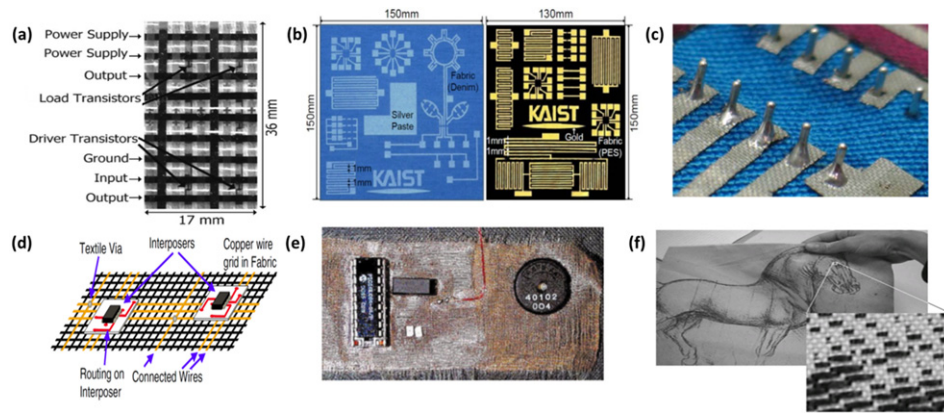 (a)
Power Supply
Power Supply
Output
Load Transistors
Driver Transistors
Ground
Input
Output
36 mm
17 mm
(b)
150mm
130mm
150mm
150mm
Fabric
(Denim)
Silver
Paste
1mm
1mm
KAIST
KAIST
Gold
1mm
1mm
Fabric
(PES)
(c)
(d)
Textile Via
Interposers
Copper wire
grid in Fabric
Routing on
Interposer
Connected Wires
(e)
40102
004
(f)